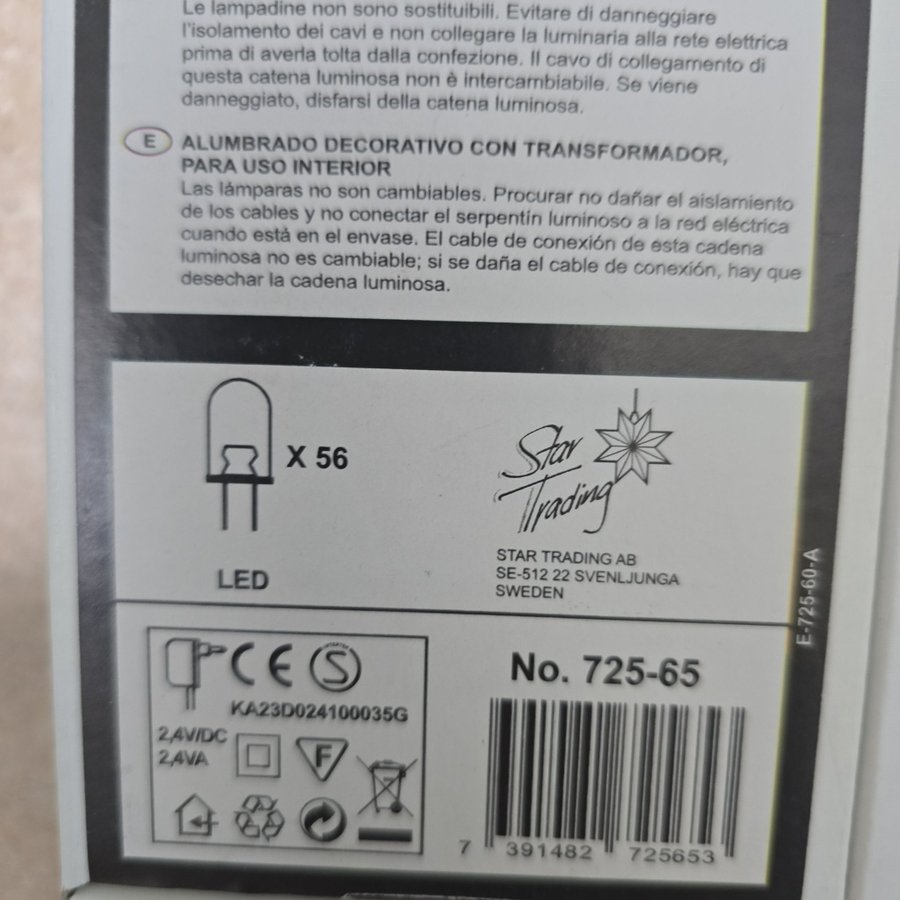 Le lampadine non sono sostituibili. Evitare di danneggiare
l'isolamento dei cavi e non collegare la luminaria alla rete elettrica
prima di averla tolta dalla confezione. Il cavo di collegamento di
questa catena luminosa non è intercambiabile. Se viene
danneggiato, disfarsi della catena luminosa.
E ALUMBRADO DECORATIVO CON TRANSFORMADOR,
PARA USO INTERIOR
Las lámparas no son cambiables. Procurar no dañar el aislamiento
de los cables y no conectar el serpentín luminoso a la red eléctrica
cuando está en el envase. El cable de conexión de esta cadena
luminosa no es cambiable; si se daña el cable de conexión, hay que
desechar la cadena luminosa.
X 56
LED
Star
Trading
STAR TRADING AB
SE-512 22 SVENLJUNGA
SWEDEN
E-725-60-A
CE S
KA23D024100035G
2,4V/DC
2,4VA
F
No. 725-65
7 391482 725653